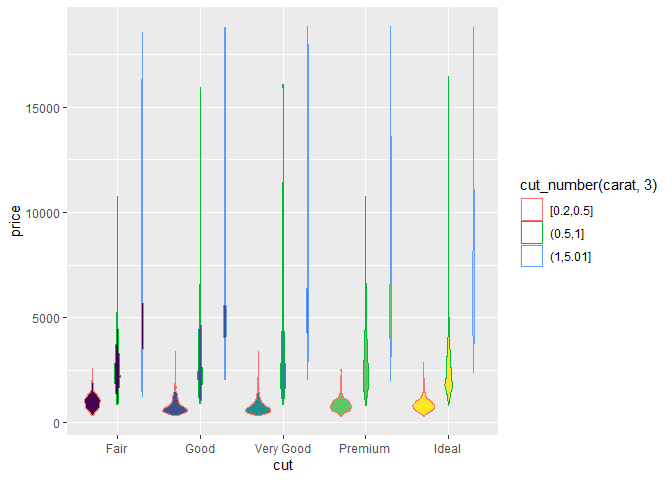 15000
10000
5000
0
price
Fair
Good
Very Good
Premium
Ideal
cut
cut_number(carat, 3)
[0.2,0.5]
(0.5,1]
(1,5.01]